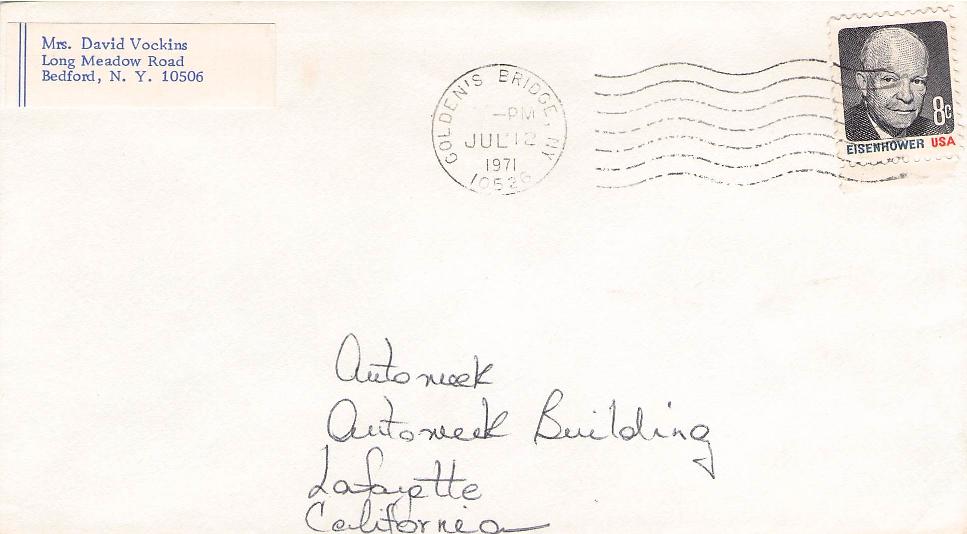 Mrs. David Vockins
Long Meadow Road
Bedford, N. Y. 10506
GOLDEN'S BRIDGE, NY
-PM
JUL 12
1971
10526
8c
EISENHOWER USA
Autoweek
Autoweek Building
Lafayette
California